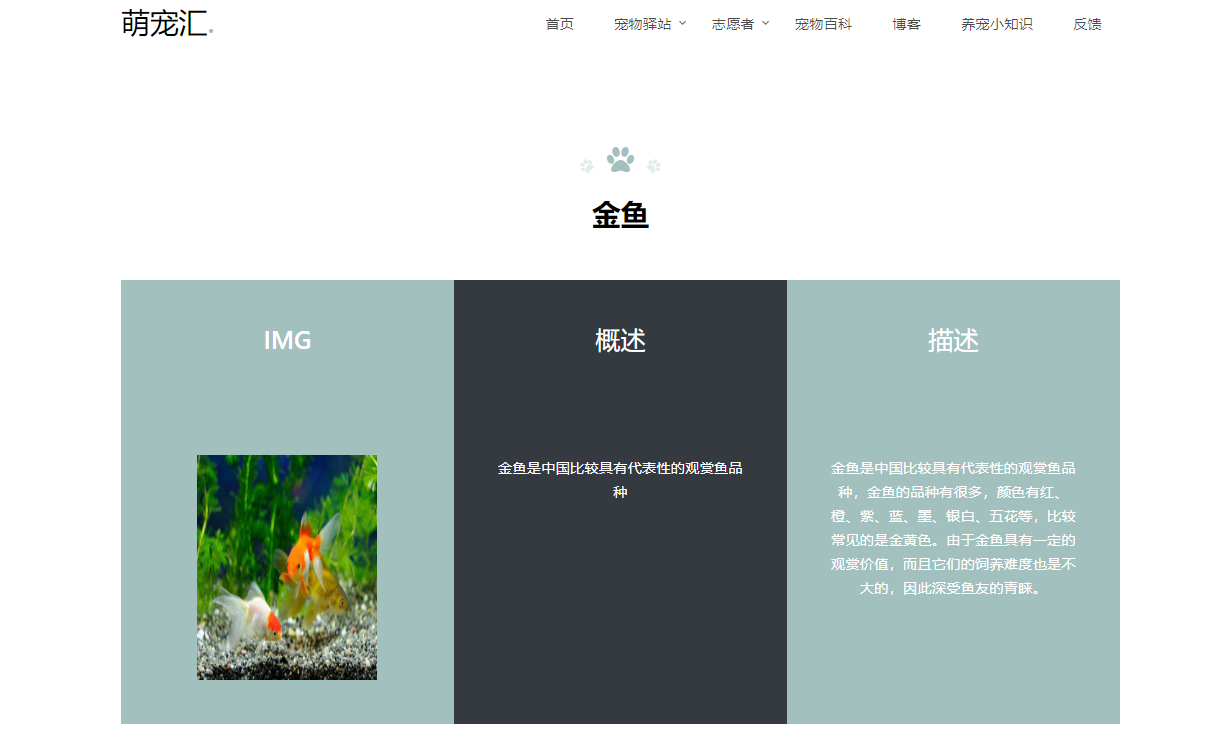 萌宠汇.
首页 宠物驿站 志愿者 宠物百科 博客 养宠小知识 反馈
金鱼
IMG
概述
描述
金鱼是中国比较具有代表性的观赏鱼品
种
金鱼是中国比较具有代表性的观赏鱼品
种，金鱼的品种有很多，颜色有红、
橙、紫、蓝、墨、银白、五花等，比较
常见的是金黄色。由于金鱼具有一定的
观赏价值，而且它们的饲养难度也是不
大的，因此深受鱼友的青睐。